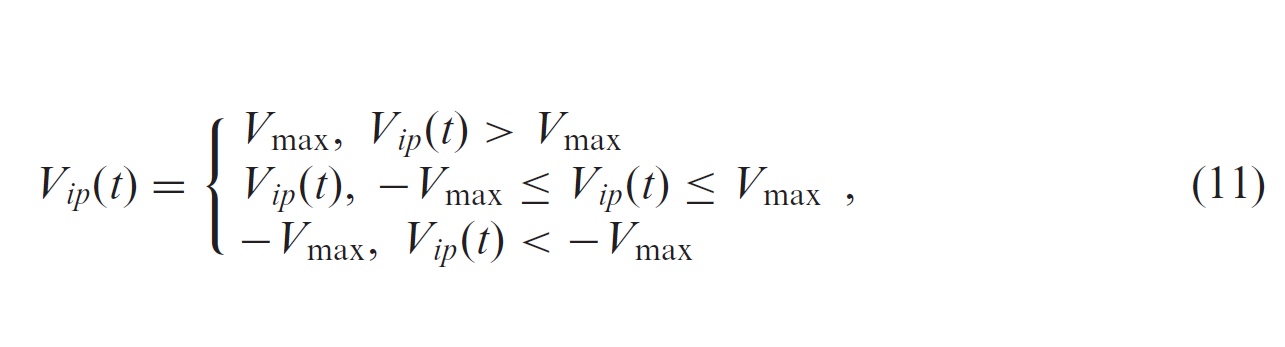 V_max, V_ip(t) > V_max
V_ip(t) = { V_ip(t), −V_max ≤ V_ip(t) ≤ V_max , (11)
−V_max, V_ip(t) < −V_max